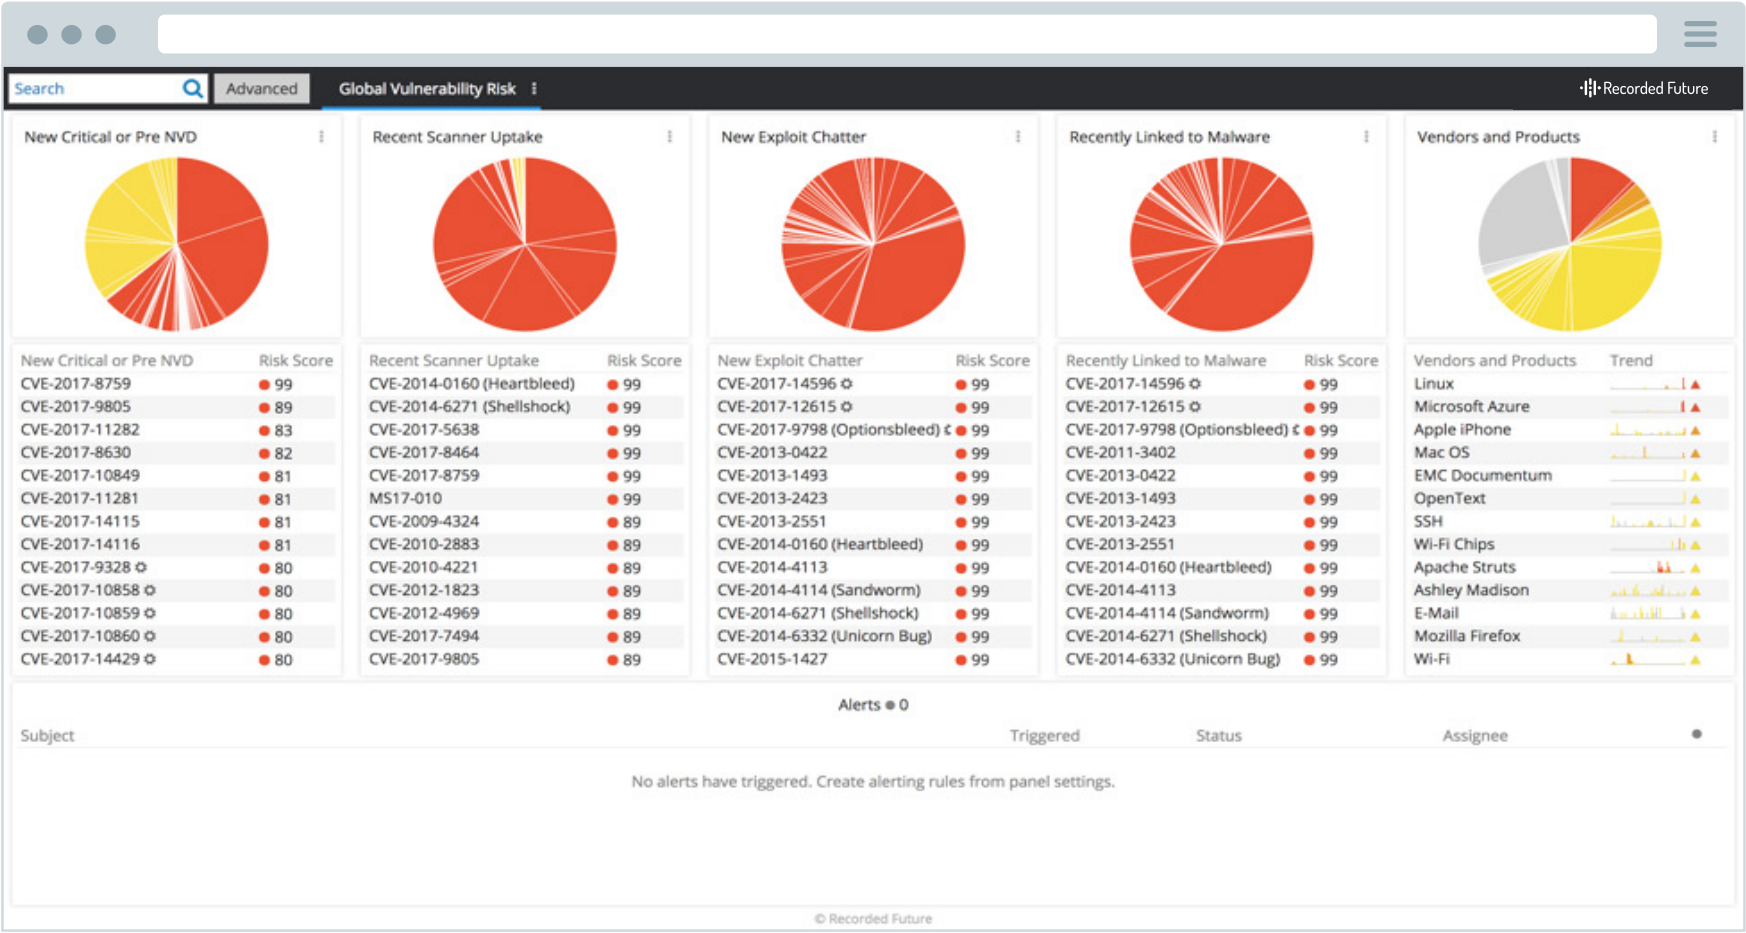 Search
Advanced
Global Vulnerability Risk
Recorded Future
New Critical or Pre NVD
Recent Scanner Uptake
New Exploit Chatter
Recently Linked to Malware
Vendors and Products
New Critical or Pre NVD Risk Score
CVE-2017-8759 99
CVE-2017-9805 89
CVE-2017-11282 83
CVE-2017-8630 82
CVE-2017-10849 81
CVE-2017-11281 81
CVE-2017-14115 81
CVE-2017-14116 81
CVE-2017-9328 80
CVE-2017-10858 80
CVE-2017-10859 80
CVE-2017-10860 80
CVE-2017-14429 80
Recent Scanner Uptake Risk Score
CVE-2014-0160 (Heartbleed) 99
CVE-2014-6271 (Shellshock) 99
CVE-2017-5638 99
CVE-2017-8464 99
CVE-2017-8759 99
MS17-010 99
CVE-2009-4324 89
CVE-2010-2883 89
CVE-2010-4221 89
CVE-2012-1823 89
CVE-2012-4969 89
CVE-2017-7494 89
CVE-2017-9805 89
New Exploit Chatter Risk Score
CVE-2017-14596 99
CVE-2017-12615 99
CVE-2017-9798 (Optionsbleed) 99
CVE-2013-0422 99
CVE-2013-1493 99
CVE-2013-2423 99
CVE-2013-2551 99
CVE-2014-0160 (Heartbleed) 99
CVE-2014-4113 99
CVE-2014-4114 (Sandworm) 99
CVE-2014-6271 (Shellshock) 99
CVE-2014-6332 (Unicorn Bug) 99
CVE-2015-1427 99
Recently Linked to Malware Risk Score
CVE-2017-14596 99
CVE-2017-12615 99
CVE-2017-9798 (Optionsbleed) 99
CVE-2011-3402 99
CVE-2013-0422 99
CVE-2013-1493 99
CVE-2013-2423 99
CVE-2013-2551 99
CVE-2014-0160 (Heartbleed) 99
CVE-2014-4113 99
CVE-2014-4114 (Sandworm) 99
CVE-2014-6271 (Shellshock) 99
CVE-2014-6332 (Unicorn Bug) 99
Vendors and Products Trend
Linux
Microsoft Azure
Apple iPhone
Mac OS
EMC Documentum
OpenText
SSH
Wi-Fi Chips
Apache Struts
Ashley Madison
E-Mail
Mozilla Firefox
Wi-Fi
Alerts 0
Subject Triggered Status Assignee
No alerts have triggered. Create alerting rules from panel settings.
© Recorded Future